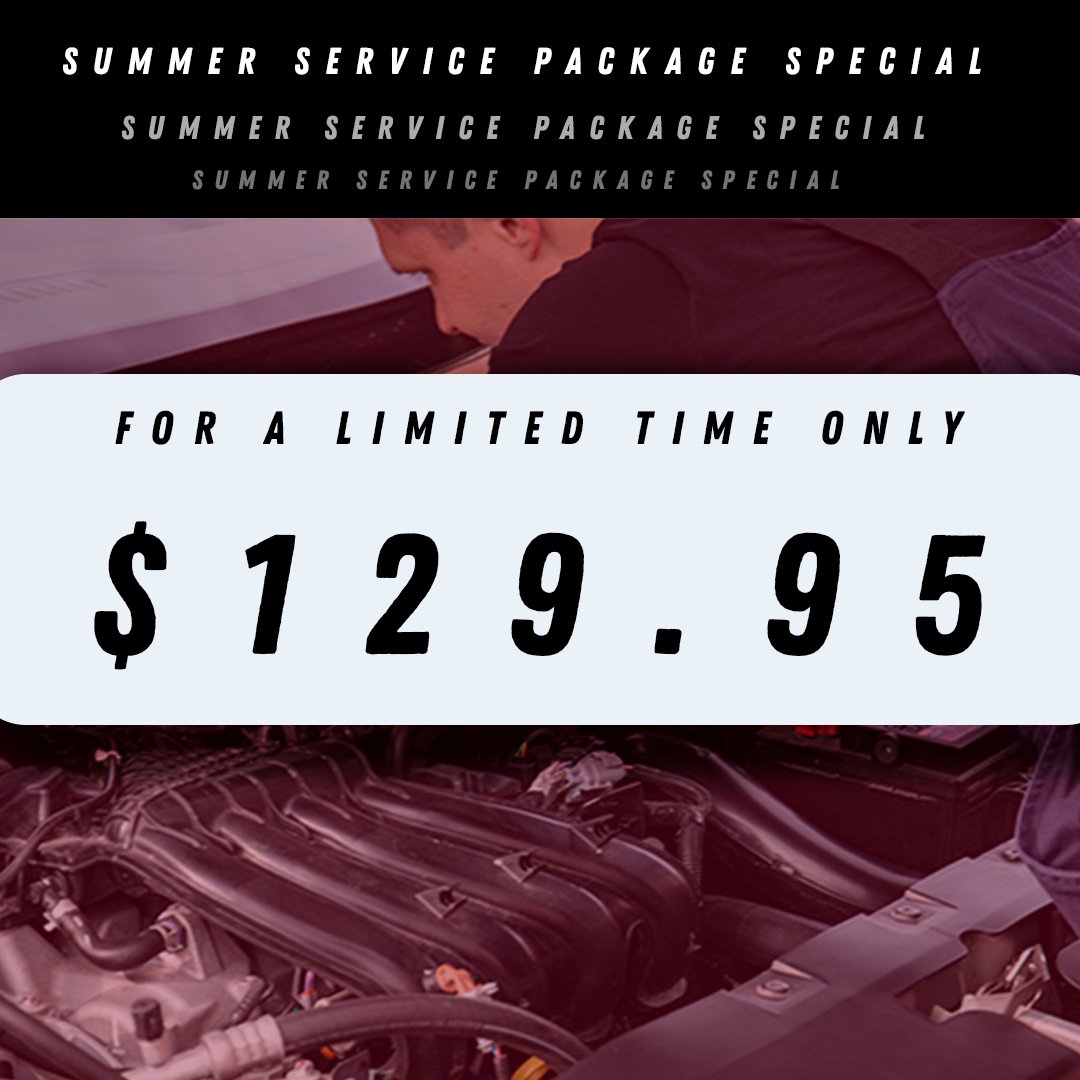 SUMMER SERVICE PACKAGE SPECIAL
SUMMER SERVICE PACKAGE SPECIAL
SUMMER SERVICE PACKAGE SPECIAL
FOR A LIMITED TIME ONLY
$129.95